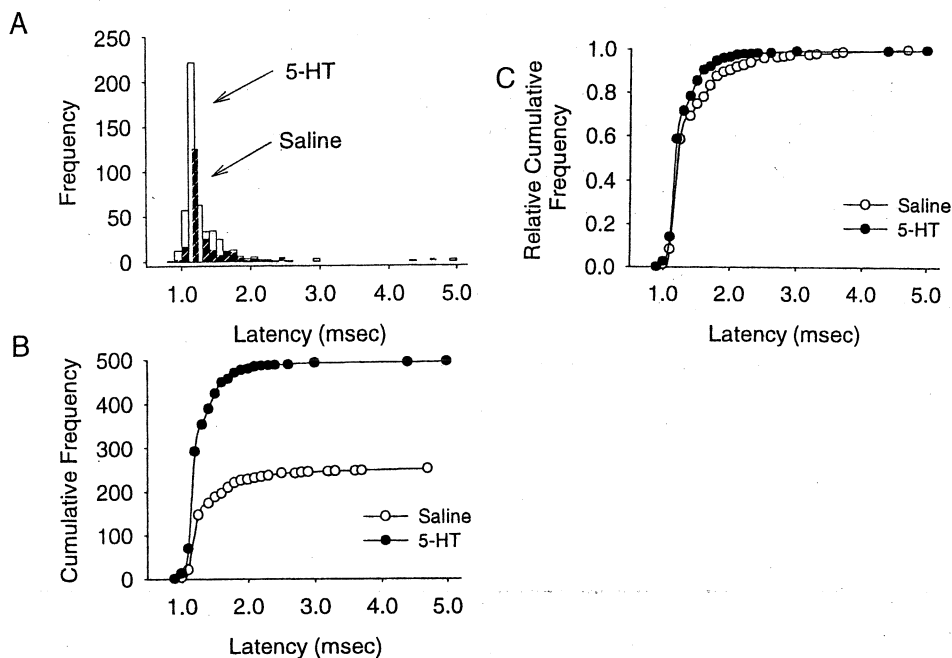 A
250
200
150
100
50
0
Frequency
5-HT
Saline
1.0 2.0 3.0 4.0 5.0
Latency (msec)
B
500
400
300
200
100
0
Cumulative Frequency
Saline
5-HT
1.0 2.0 3.0 4.0 5.0
Latency (msec)
C
1.0
0.8
0.6
0.4
0.2
0.0
Relative Cumulative
Frequency
Saline
5-HT
1.0 2.0 3.0 4.0 5.0
Latency (msec)